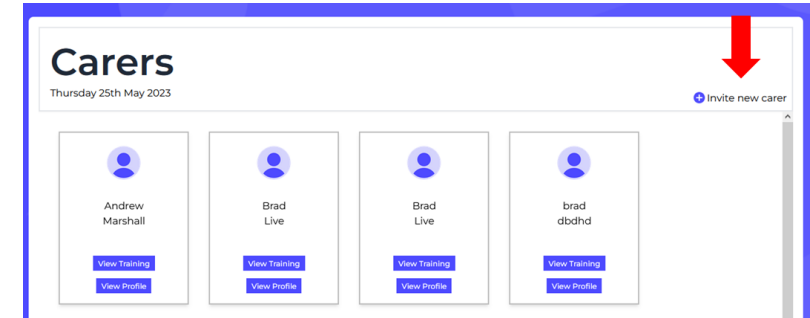 Carers
Thursday 25th May 2023
Invite new carer
Andrew
Marshall
View Training
View Profile
Brad
Live
View Training
View Profile
Brad
Live
View Training
View Profile
brad
dbdhd
View Training
View Profile